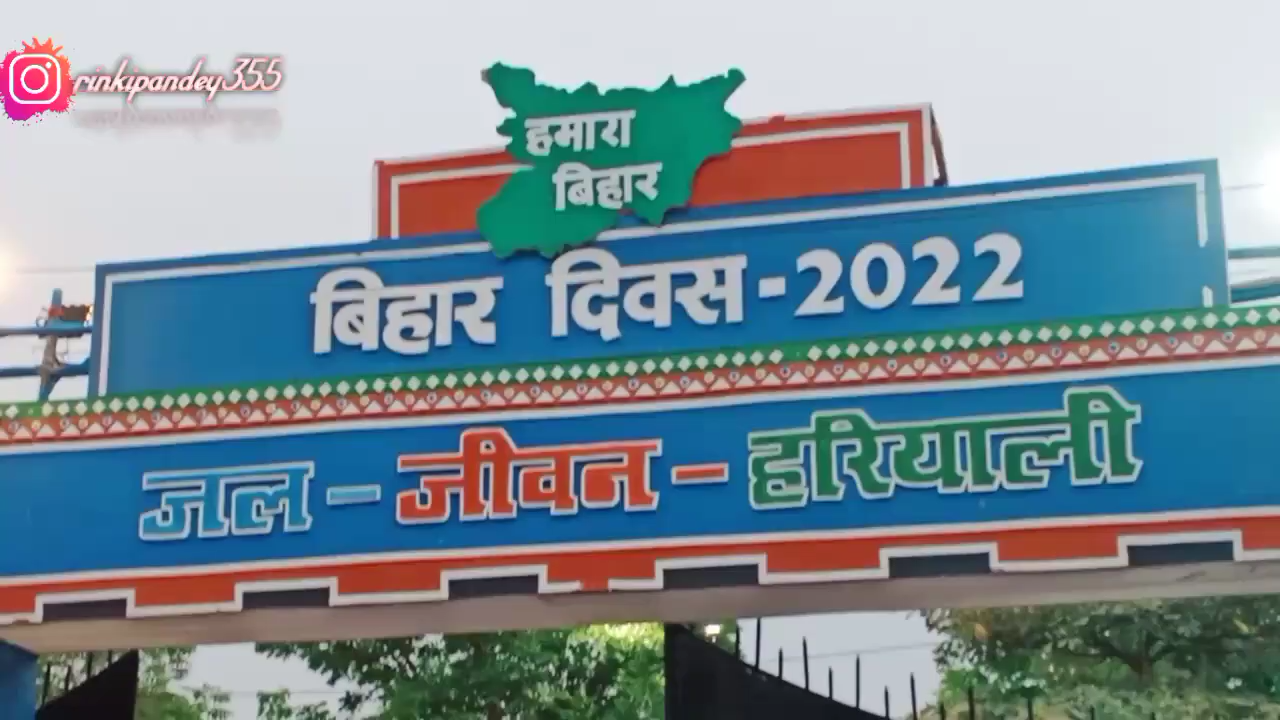 rinkipandey355
हमारा
बिहार
बिहार दिवस-2022
जल-जीवन-हरियाली